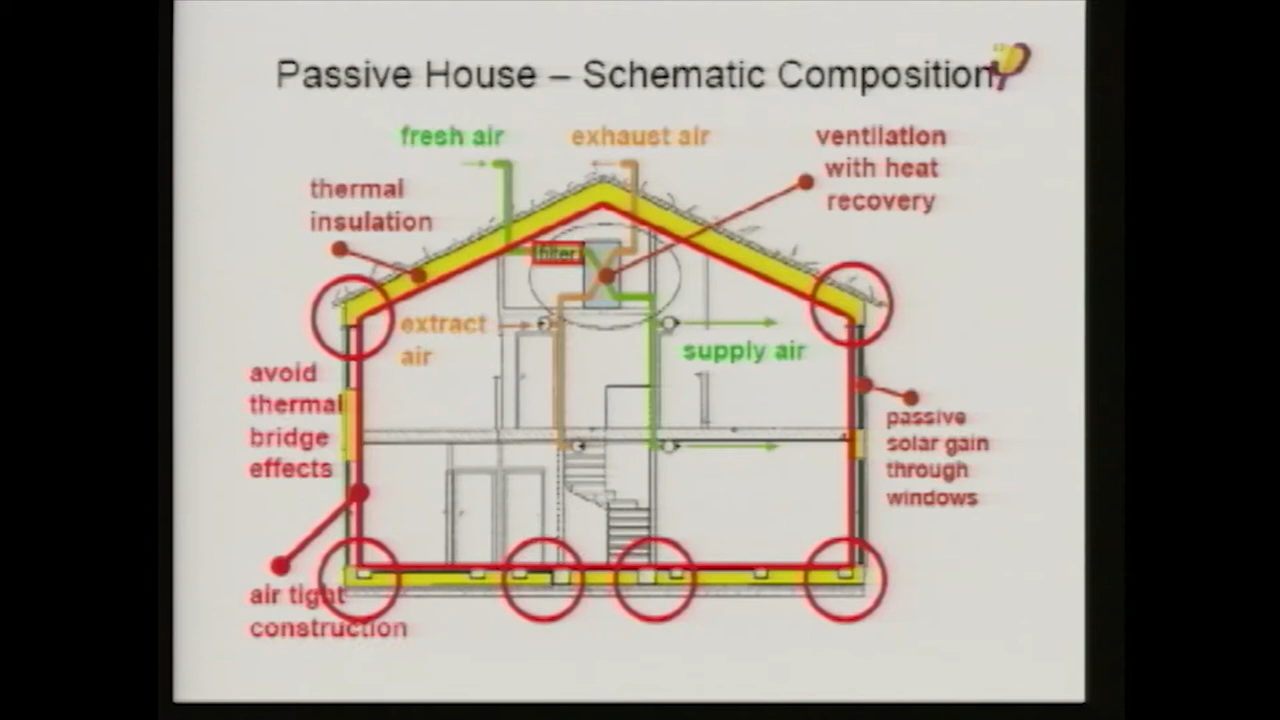 Passive House – Schematic Composition
fresh air
exhaust air
ventilation
with heat
recovery
thermal
insulation
filter
extract
air
supply air
avoid
thermal
bridge
effects
passive
solar gain
through
windows
air tight
construction